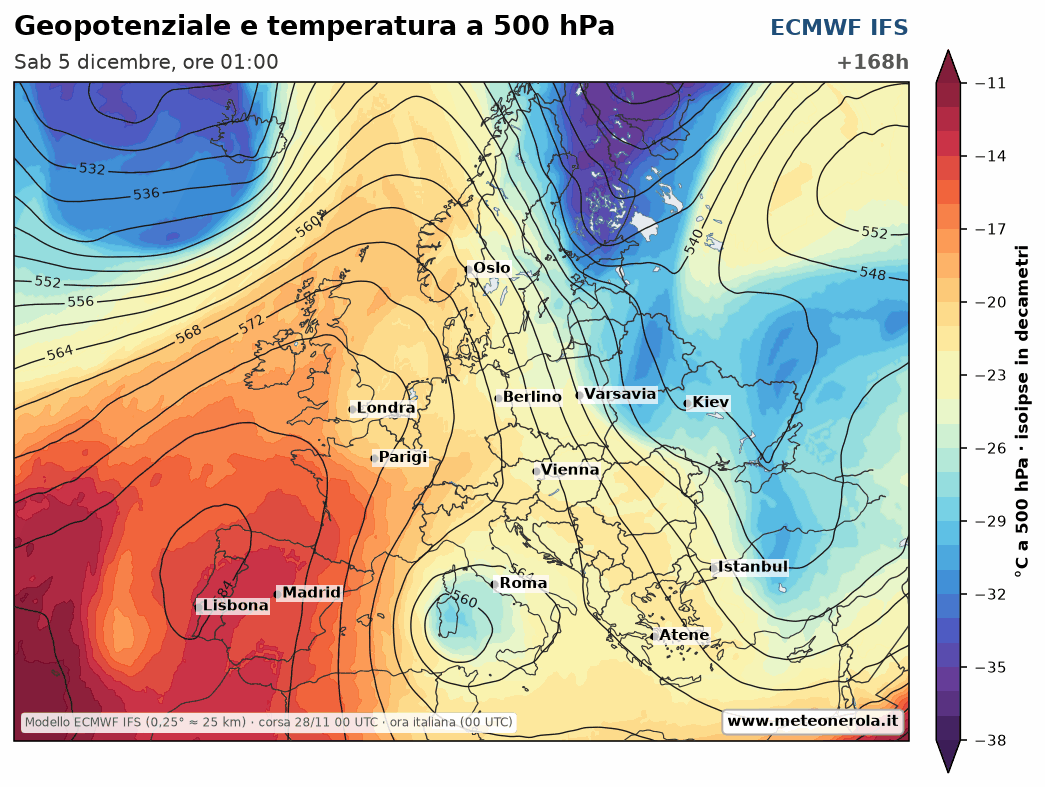 Geopotenziale e temperatura a 500 hPa
ECMWF IFS
Sab 5 dicembre, ore 01:00
+168h
532
536
560
540
552
548
552
556
568
572
564
Oslo
Londra
Berlino
Varsavia
Kiev
Parigi
Vienna
Istanbul
Roma
560
Lisbona
Madrid
Atene
−11
−14
−17
−20
−23
−26
−29
−32
−35
−38
°C a 500 hPa · isoipse in decametri
Modello ECMWF IFS (0,25° ≈ 25 km) · corsa 28/11 00 UTC · ora italiana (00 UTC)
www.meteonerola.it